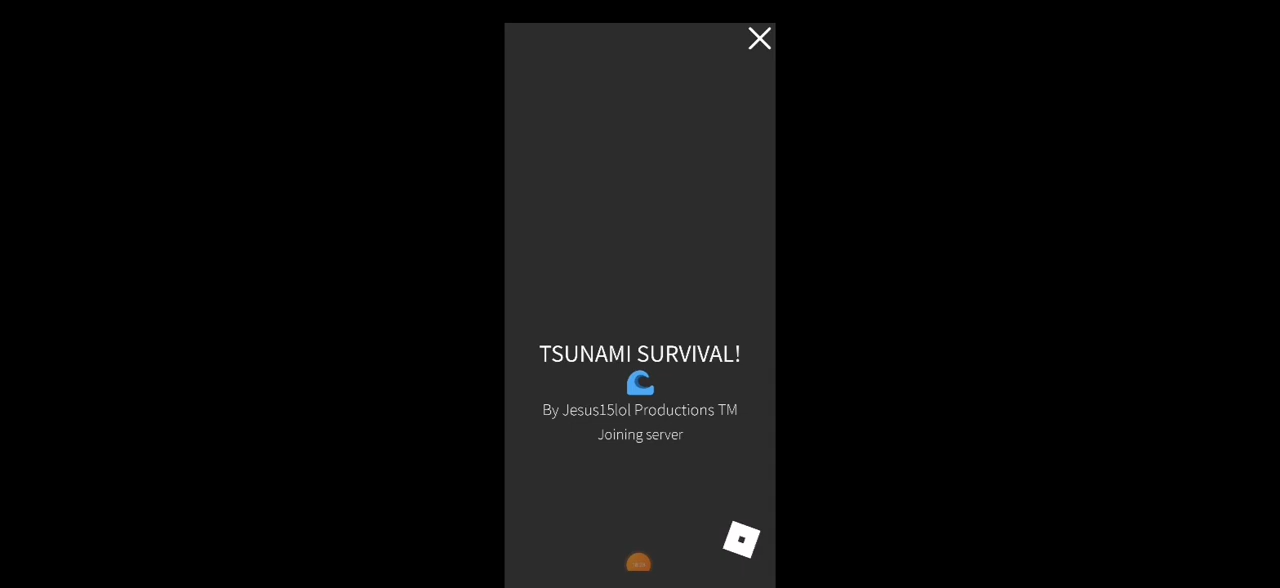 TSUNAMI SURVIVAL!
🌊
By Jesus15lol Productions TM
Joining server